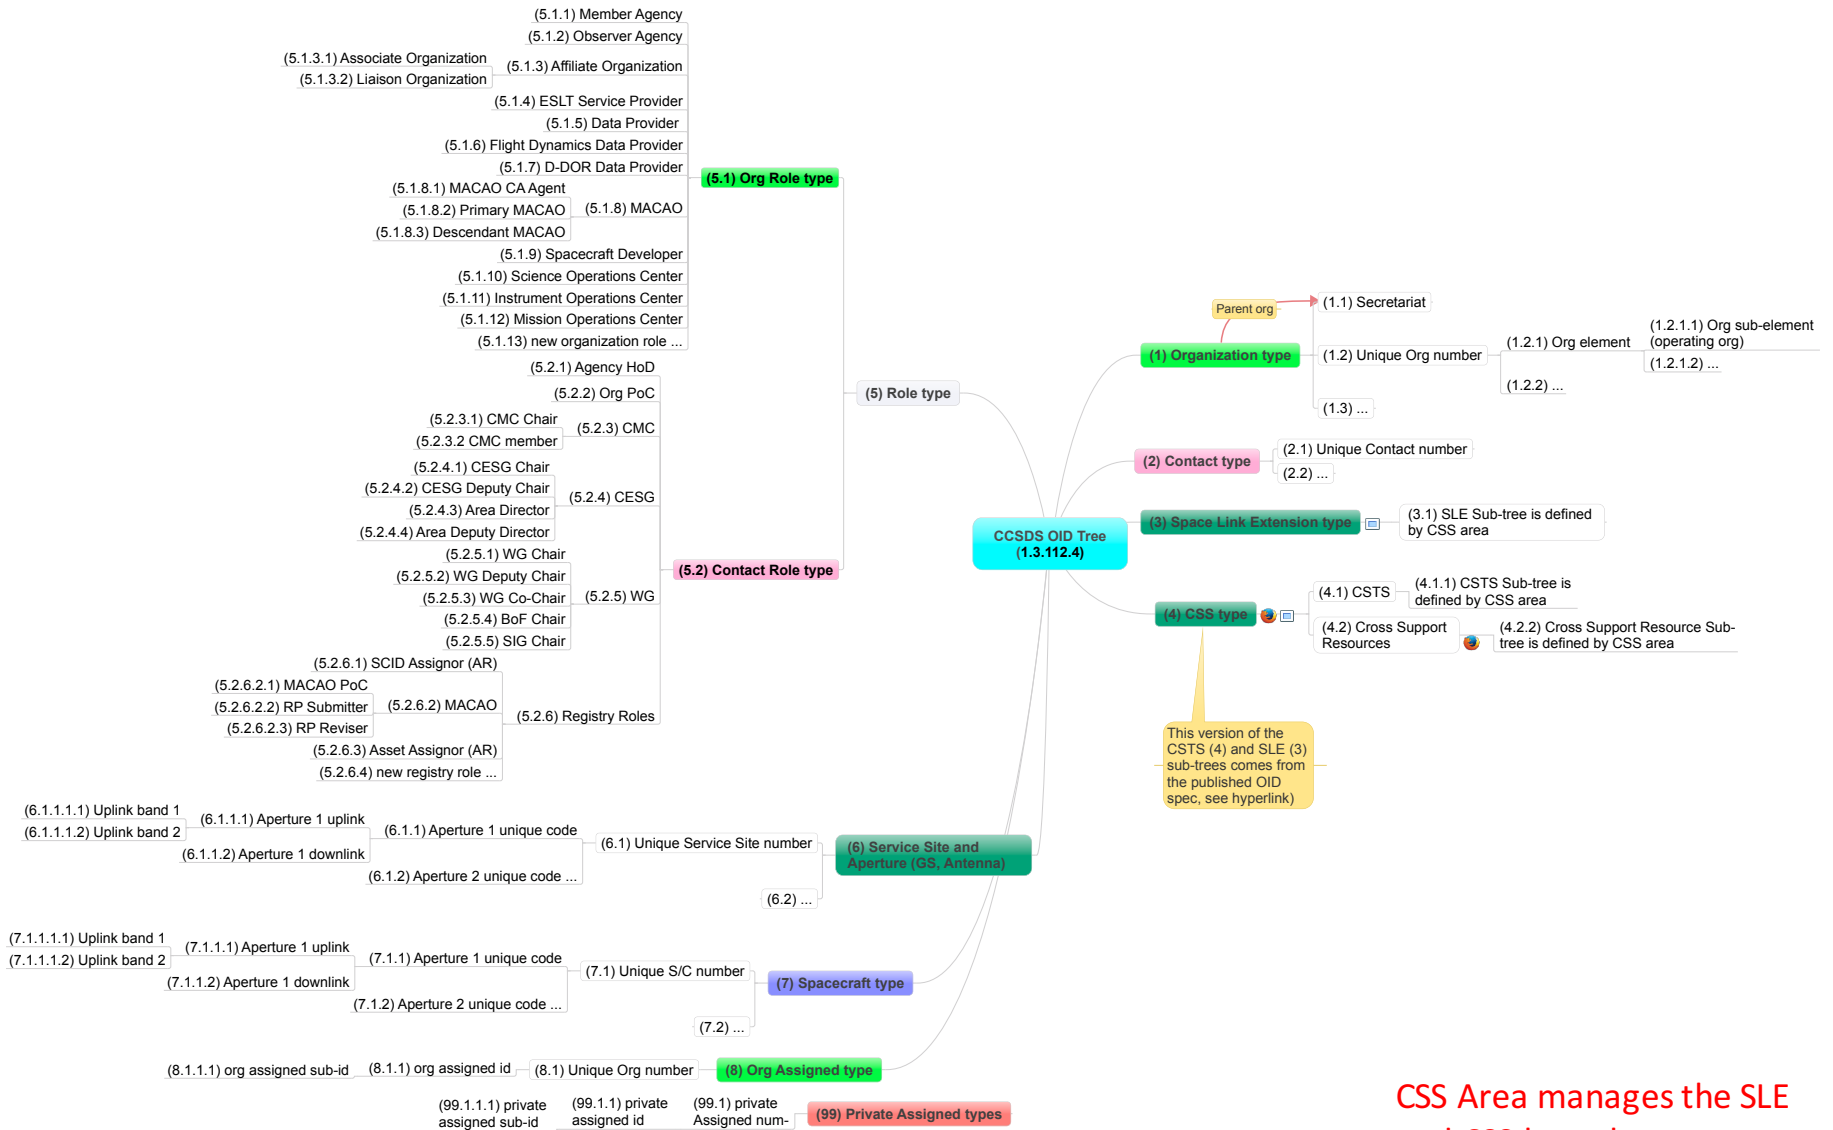 (5.1.1) Member Agency
(5.1.2) Observer Agency
(5.1.3.1) Associate Organization
(5.1.3.2) Liaison Organization
(5.1.3) Affiliate Organization
(5.1.4) ESLT Service Provider
(5.1.5) Data Provider
(5.1.6) Flight Dynamics Data Provider
(5.1.7) D-DOR Data Provider
(5.1) Org Role type
(5.1.8.1) MACAO CA Agent
(5.1.8.2) Primary MACAO
(5.1.8.3) Descendant MACAO
(5.1.8) MACAO
(5.1.9) Spacecraft Developer
(5.1.10) Science Operations Center
(5.1.11) Instrument Operations Center
(5.1.12) Mission Operations Center
(5.1.13) new organization role ...
(5.2.1) Agency HoD
(5.2.2) Org PoC
(5.2.3.1) CMC Chair
(5.2.3.2 CMC member
(5.2.3) CMC
(5) Role type
(5.2.4.1) CESG Chair
(5.2.4.2) CESG Deputy Chair
(5.2.4.3) Area Director
(5.2.4.4) Area Deputy Director
(5.2.4) CESG
(5.2) Contact Role type
(5.2.5.1) WG Chair
(5.2.5.2) WG Deputy Chair
(5.2.5.3) WG Co-Chair
(5.2.5.4) BoF Chair
(5.2.5.5) SIG Chair
(5.2.5) WG
(5.2.6.1) SCID Assignor (AR)
(5.2.6.2.1) MACAO PoC
(5.2.6.2.2) RP Submitter
(5.2.6.2.3) RP Reviser
(5.2.6.2) MACAO
(5.2.6) Registry Roles
(5.2.6.3) Asset Assignor (AR)
(5.2.6.4) new registry role ...
Parent org
(1.1) Secretariat
(1) Organization type
(1.2) Unique Org number
(1.2.1) Org element
(1.2.1.1) Org sub-element
(operating org)
(1.2.1.2) ...
(1.2.2) ...
(1.3) ...
(2) Contact type
(2.1) Unique Contact number
(2.2) ...
CCSDS OID Tree
(1.3.112.4)
(3) Space Link Extension type
(3.1) SLE Sub-tree is defined
by CSS area
(4) CSS type
(4.1) CSTS
(4.1.1) CSTS Sub-tree is
defined by CSS area
(4.2) Cross Support
Resources
(4.2.2) Cross Support Resource Sub-
tree is defined by CSS area
This version of the
CSTS (4) and SLE (3)
sub-trees comes from
the published OID
spec, see hyperlink)
(6.1.1.1.1) Uplink band 1
(6.1.1.1.2) Uplink band 2
(6.1.1.1) Aperture 1 uplink
(6.1.1.2) Aperture 1 downlink
(6.1.1) Aperture 1 unique code
(6.1.2) Aperture 2 unique code ...
(6.1) Unique Service Site number
(6.2) ...
(6) Service Site and
Aperture (GS, Antenna)
(7.1.1.1.1) Uplink band 1
(7.1.1.1.2) Uplink band 2
(7.1.1.1) Aperture 1 uplink
(7.1.1.2) Aperture 1 downlink
(7.1.1) Aperture 1 unique code
(7.1.2) Aperture 2 unique code ...
(7.1) Unique S/C number
(7.2) ...
(7) Spacecraft type
(8.1.1.1) org assigned sub-id
(8.1.1) org assigned id
(8.1) Unique Org number
(8) Org Assigned type
(99.1.1.1) private
assigned sub-id
(99.1.1) private
assigned id
(99.1) private
Assigned num-
(99) Private Assigned types
CSS Area manages the SLE